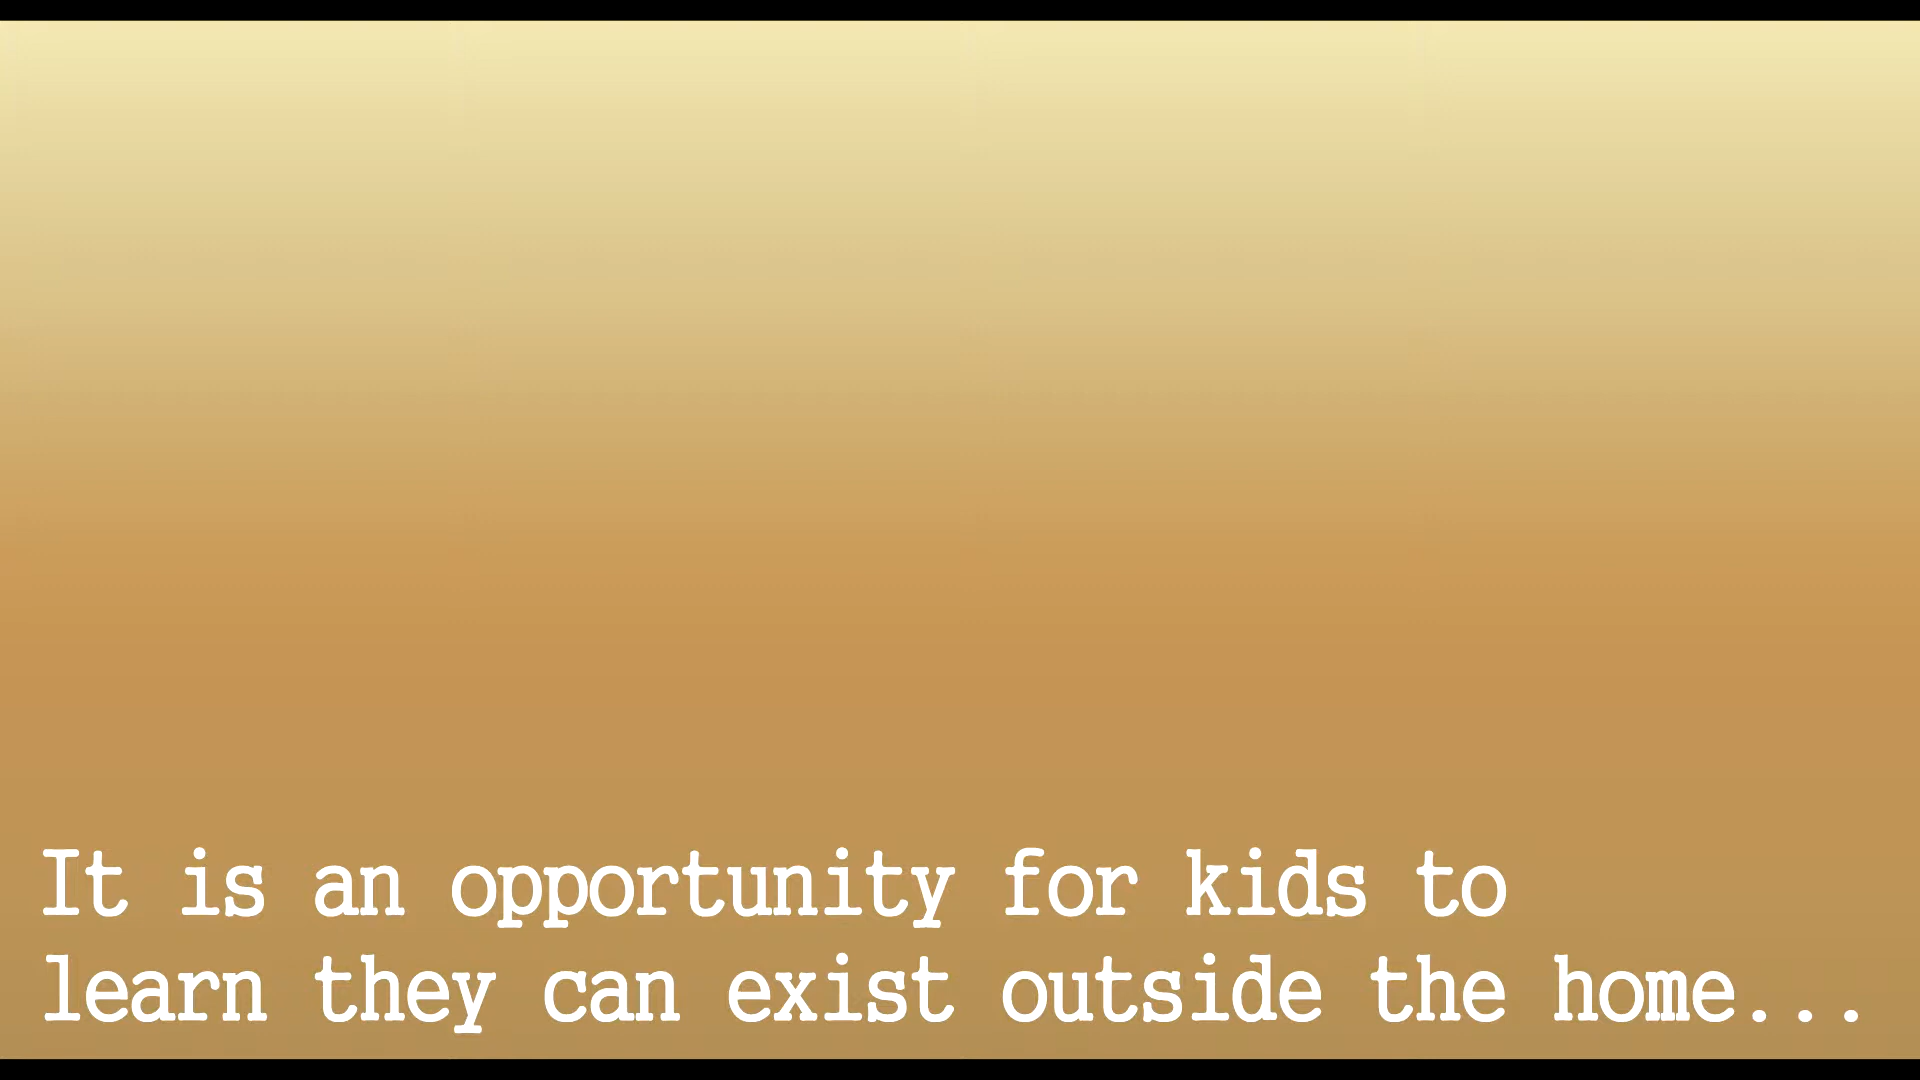 It is an opportunity for kids to
learn they can exist outside the home...